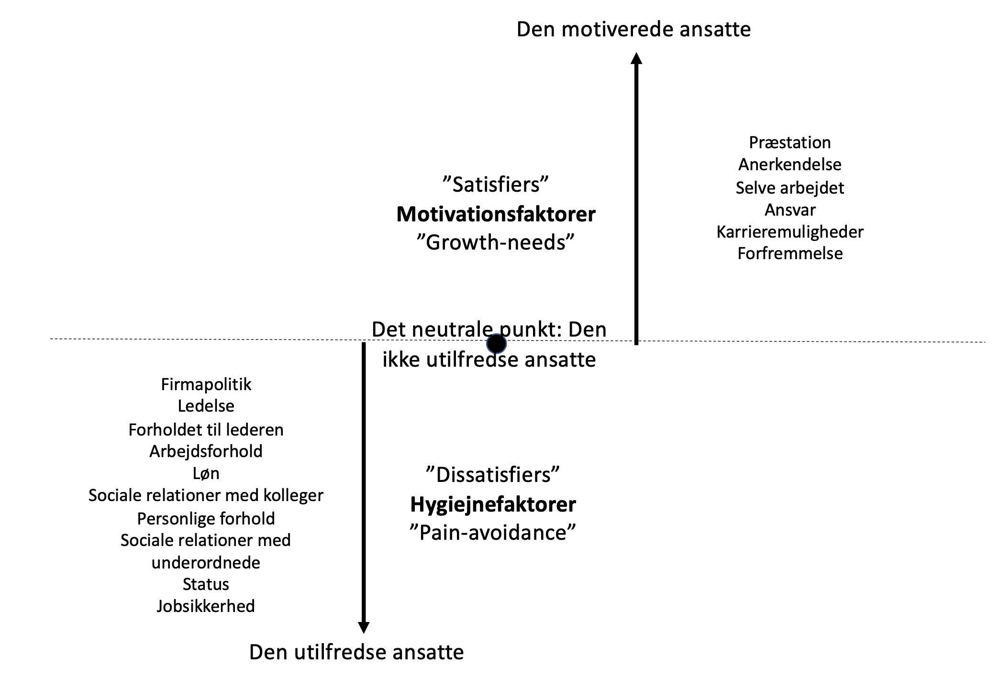 Den motiverede ansatte
Præstation
Anerkendelse
Selve arbejdet
Ansvar
Karrieremuligheder
Forfremmelse
”Satisfiers”
Motivationsfaktorer
”Growth-needs”
Det neutrale punkt: Den
ikke utilfredse ansatte
Firmapolitik
Ledelse
Forholdet til lederen
Arbejdsforhold
Løn
Sociale relationer med kolleger
Personlige forhold
Sociale relationer med
underordnede
Status
Jobsikkerhed
”Dissatisfiers”
Hygiejnefaktorer
”Pain-avoidance”
Den utilfredse ansatte